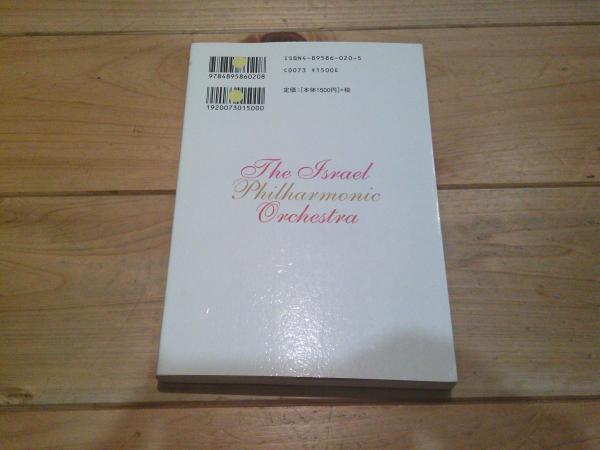 ISBN4-89586-020-5
9784895860208
C0073 ¥1500E
定価:[本体1500円]+税
1920073015000
The Israel
Philharmonic
Orchestra